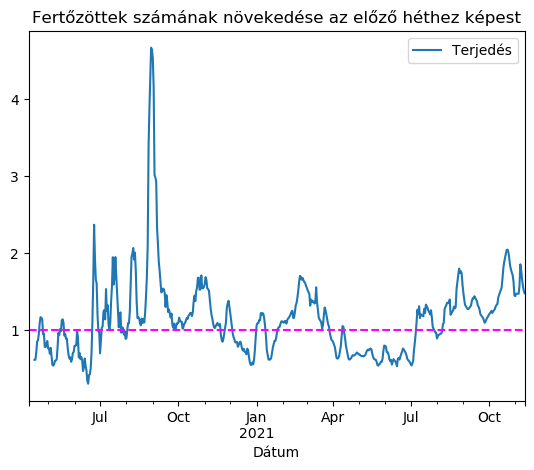 Fertőzöttek számának növekedése az előző héthez képest
Terjedés
4
3
2
1
Jul
Oct
Jan
2021
Apr
Jul
Oct
Dátum